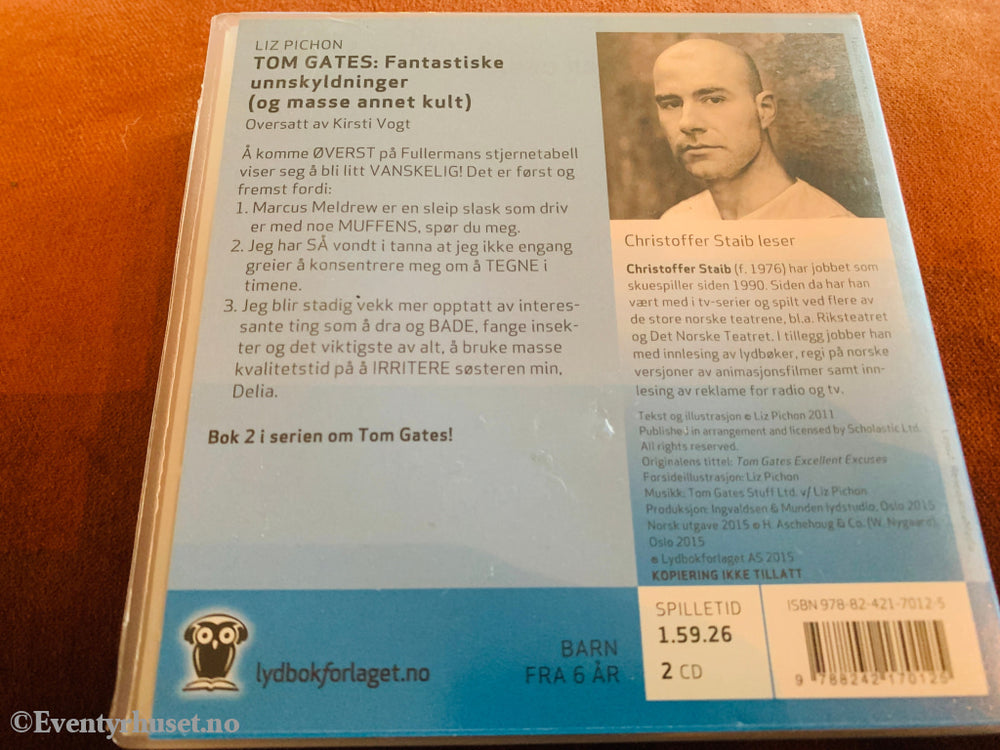 LIZ PICHON
TOM GATES: Fantastiske
unnskyldninger
(og masse annet kult)
Oversatt av Kirsti Vogt
Å komme ØVERST på Fullermans stjernetabell
viser seg å bli litt VANSKELIG! Det er først og
fremst fordi:
1. Marcus Meldrew er en sleip slask som driv
er med noe MUFFENS, spør du meg.
2. Jeg har SÅ vondt i tanna at jeg ikke engang
greier å konsentrere meg om å TEGNE i
timene.
3. Jeg blir stadig vekk mer opptatt av interes-
sante ting som å dra og BADE, fange insek-
ter og det viktigste av alt, å bruke masse
kvalitetstid på å IRRITERE søsteren min,
Delia.
Bok 2 i serien om Tom Gates!
Christoffer Staib leser
Christoffer Staib (f. 1976) har jobbet som
skuespiller siden 1990. Siden da har han
vært med i tv-serier og spilt ved flere av
de store norske teatrene, bl.a. Riksteatret
og Det Norske Teatret. I tillegg jobber han
med innlesing av lydbøker, regi på norske
versjoner av animasjonsfilmer samt inn-
lesing av reklame for radio og tv.
Tekst og illustrasjon © Liz Pichon 2011
Published in arrangement and licensed by Scholastic Ltd.
All rights reserved.
Originalens tittel: Tom Gates Excellent Excuses
Forsideillustrasjon: Liz Pichon
Musikk: Tom Gates Stuff Ltd. v/ Liz Pichon
Produksjon: Ingvaldsen & Munden lydstudio, Oslo 2015
Norsk utgave 2015 © H. Aschehoug & Co. (W. Nygaard),
Oslo 2015
© Lydbokforlaget AS 2015
KOPIERING IKKE TILLATT
lydbokforlaget.no
BARN
FRA 6 ÅR
SPILLETID
1.59.26
2 CD
ISBN 978-82-421-7012-5
9 788242 170125
©Eventyrhuset.no